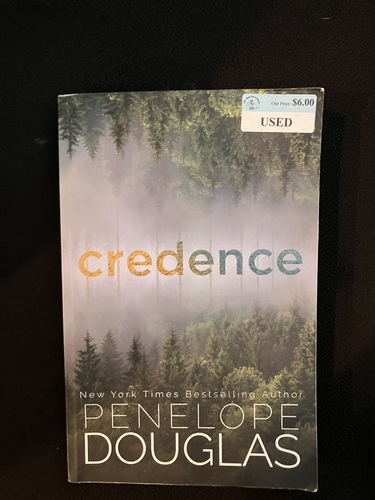 Our Price $6.00
USED
credence
New York Times Bestselling Author
PENELOPE
DOUGLAS